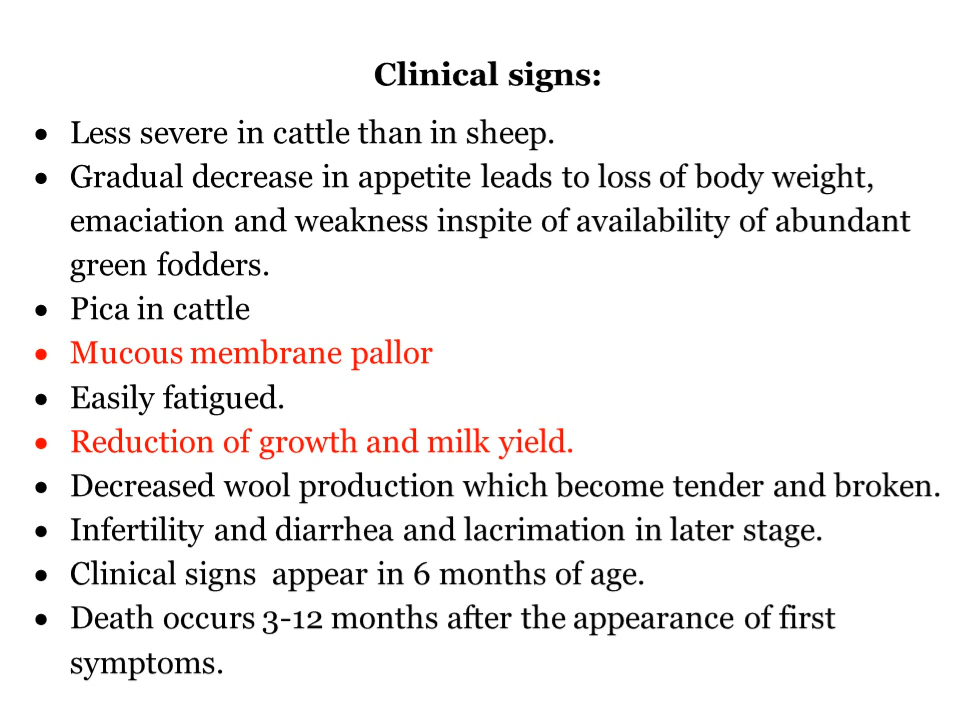 Clinical signs:
• Less severe in cattle than in sheep.
• Gradual decrease in appetite leads to loss of body weight,
emaciation and weakness inspite of availability of abundant
green fodders.
• Pica in cattle
• Mucous membrane pallor
• Easily fatigued.
• Reduction of growth and milk yield.
• Decreased wool production which become tender and broken.
• Infertility and diarrhea and lacrimation in later stage.
• Clinical signs  appear in 6 months of age.
• Death occurs 3-12 months after the appearance of first
symptoms.